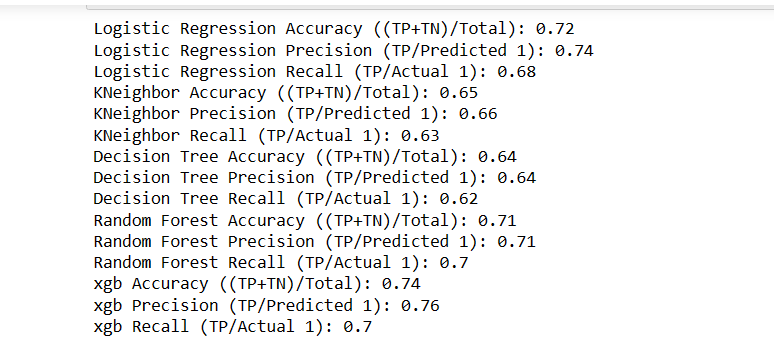 Logistic Regression Accuracy ((TP+TN)/Total): 0.72
Logistic Regression Precision (TP/Predicted 1): 0.74
Logistic Regression Recall (TP/Actual 1): 0.68
KNeighbor Accuracy ((TP+TN)/Total): 0.65
KNeighbor Precision (TP/Predicted 1): 0.66
KNeighbor Recall (TP/Actual 1): 0.63
Decision Tree Accuracy ((TP+TN)/Total): 0.64
Decision Tree Precision (TP/Predicted 1): 0.64
Decision Tree Recall (TP/Actual 1): 0.62
Random Forest Accuracy ((TP+TN)/Total): 0.71
Random Forest Precision (TP/Predicted 1): 0.71
Random Forest Recall (TP/Actual 1): 0.7
xgb Accuracy ((TP+TN)/Total): 0.74
xgb Precision (TP/Predicted 1): 0.76
xgb Recall (TP/Actual 1): 0.7